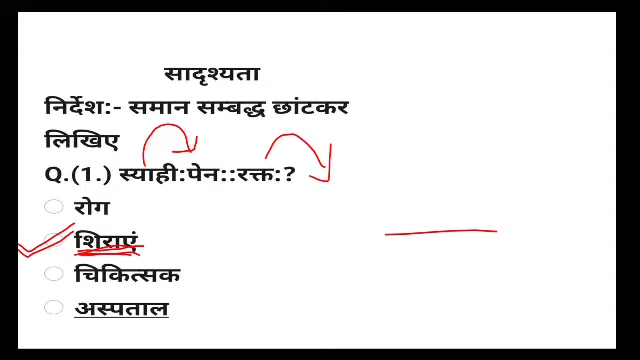 सादृश्यता
निर्देश:- समान सम्बद्ध छांटकर
लिखिए
Q.(1.) स्याही:पेन::रक्त:?
रोग
शिराएं
चिकित्सक
अस्पताल